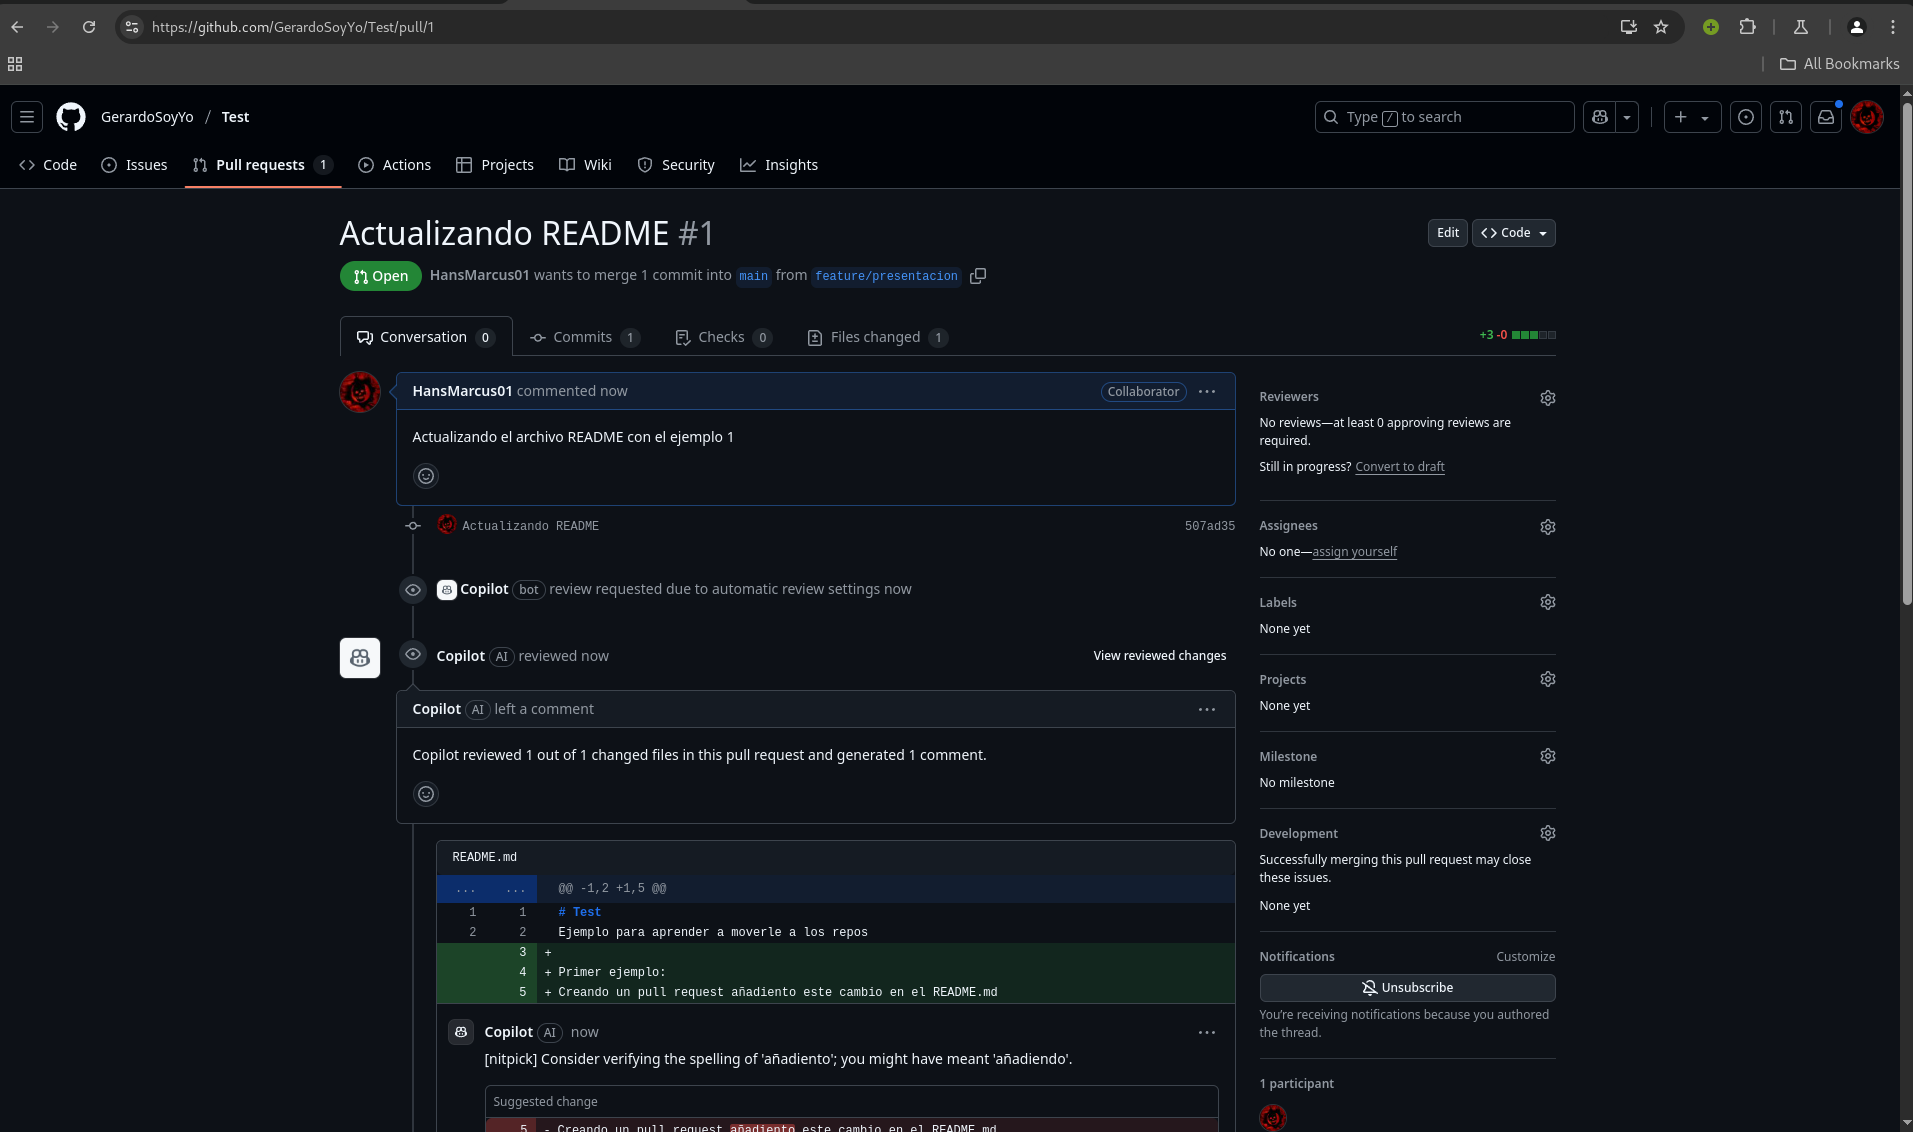 https://github.com/GerardoSoyYo/Test/pull/1
All Bookmarks
GerardoSoyYo / Test
Type / to search
Code Issues Pull requests 1 Actions Projects Wiki Security Insights
Actualizando README #1
Edit <> Code
Open HansMarcus01 wants to merge 1 commit into main from feature/presentacion
Conversation 0 Commits 1 Checks 0 Files changed 1 +3 -0
HansMarcus01 commented now Collaborator ...
Actualizando el archivo README con el ejemplo 1
Actualizando README 507ad35
Copilot bot review requested due to automatic review settings now
Copilot AI reviewed now View reviewed changes
Copilot AI left a comment ...
Copilot reviewed 1 out of 1 changed files in this pull request and generated 1 comment.
README.md
... ... @@ -1,2 +1,5 @@
1 1 # Test
2 2 Ejemplo para aprender a moverle a los repos
3 +
4 + Primer ejemplo:
5 + Creando un pull request añadiento este cambio en el README.md
Copilot AI now ...
[nitpick] Consider verifying the spelling of 'añadiento'; you might have meant 'añadiendo'.
Suggested change
5 - Creando un pull request añadiento este cambio en el README.md
Reviewers
No reviews—at least 0 approving reviews are
required.
Still in progress? Convert to draft
Assignees
No one—assign yourself
Labels
None yet
Projects
None yet
Milestone
No milestone
Development
Successfully merging this pull request may close
these issues.
None yet
Notifications Customize
Unsubscribe
You're receiving notifications because you authored
the thread.
1 participant